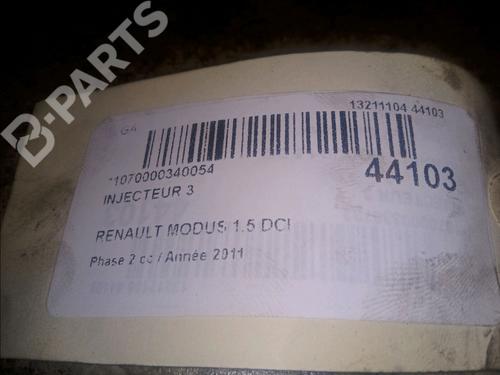 B-PARTS
GA
13211104 44103
*1070000340054
44103
INJECTEUR 3
RENAULT MODUS 1.5 DCI
Phase 2 cc / Année 2011